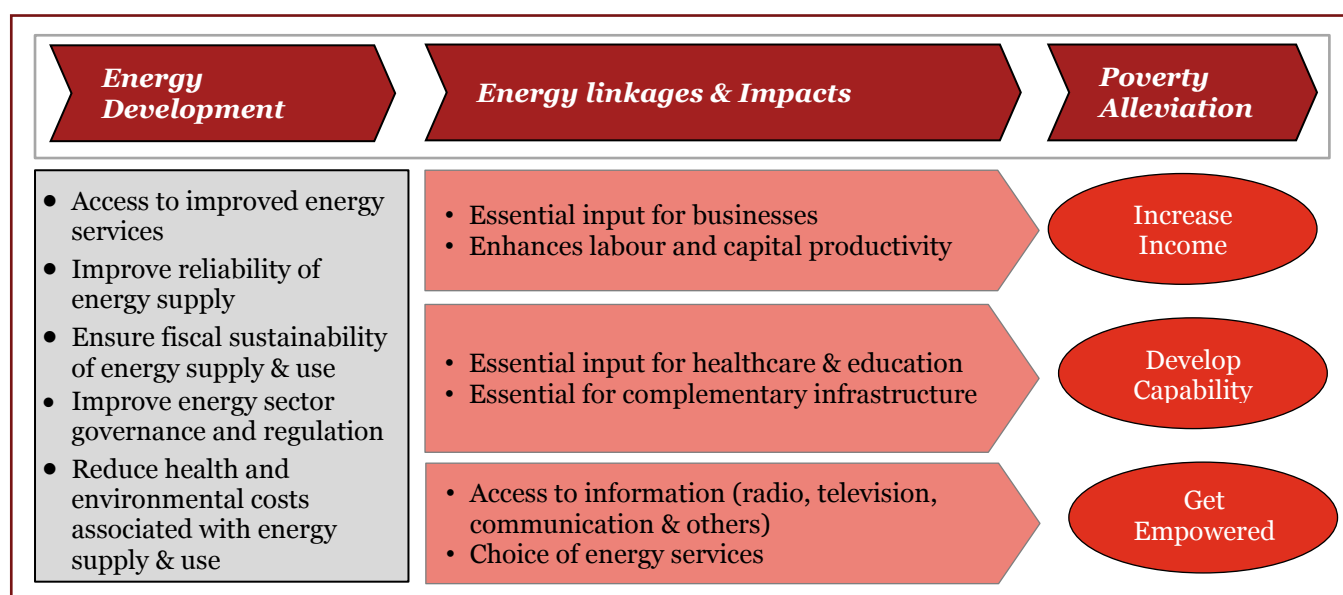 Energy
Development
Energy linkages & Impacts
Poverty
Alleviation
• Access to improved energy
services
• Improve reliability of
energy supply
• Ensure fiscal sustainability
of energy supply & use
• Improve energy sector
governance and regulation
• Reduce health and
environmental costs
associated with energy
supply & use
• Essential input for businesses
• Enhances labour and capital productivity
Increase
Income
• Essential input for healthcare & education
• Essential for complementary infrastructure
Develop
Capability
• Access to information (radio, television,
communication & others)
• Choice of energy services
Get
Empowered